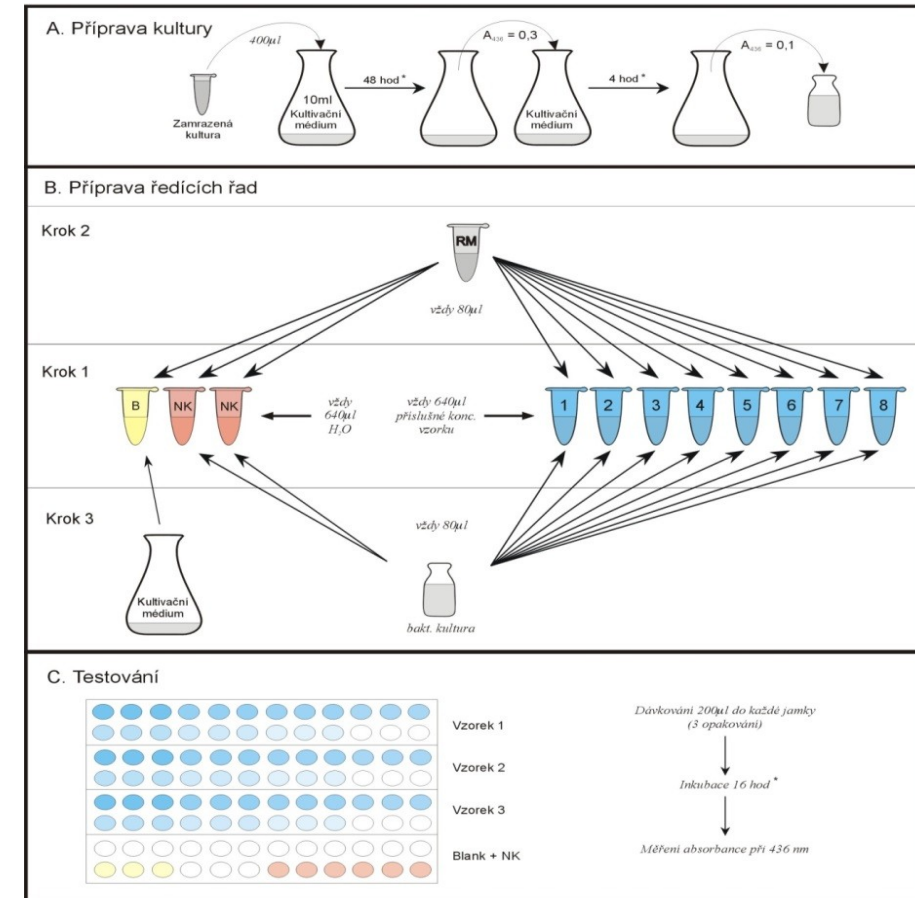 A. Příprava kultury
400µl
A436 = 0,3
A436 = 0,1
48 hod *
4 hod *
10ml
Kultivační
médium
Kultivační
médium
Zamrazená
kultura
B. Příprava ředících řad
Krok 2
RM
vždy 80µl
Krok 1
B
NK
NK
vždy
640µl
H2O
vždy 640µl
příslušné konc.
vzorku
1
2
3
4
5
6
7
8
Krok 3
vždy 80µl
Kultivační
médium
bakt. kultura
C. Testování
Vzorek 1
Vzorek 2
Vzorek 3
Blank + NK
Dávkování 200µl do každé jamky
(3 opakování)
Inkubace 16 hod *
Měření absorbance při 436 nm